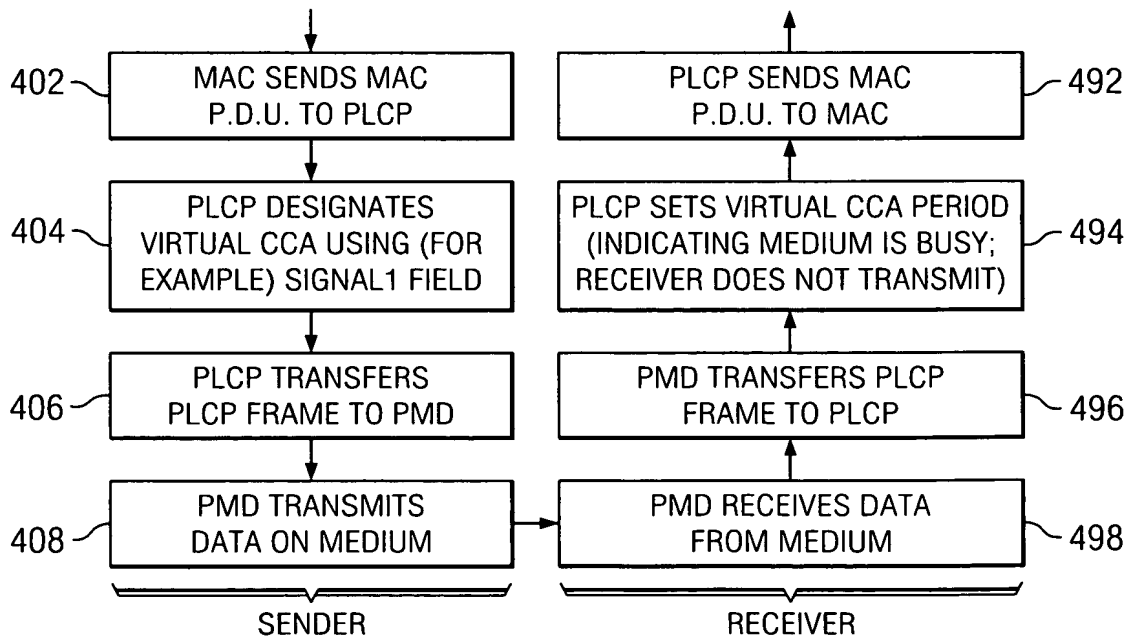 402
MAC SENDS MAC
P.D.U. TO PLCP
404
PLCP DESIGNATES
VIRTUAL CCA USING (FOR
EXAMPLE) SIGNAL1 FIELD
406
PLCP TRANSFERS
PLCP FRAME TO PMD
408
PMD TRANSMITS
DATA ON MEDIUM
SENDER
PLCP SENDS MAC
P.D.U. TO MAC
492
PLCP SETS VIRTUAL CCA PERIOD
(INDICATING MEDIUM IS BUSY;
RECEIVER DOES NOT TRANSMIT)
494
PMD TRANSFERS PLCP
FRAME TO PLCP
496
PMD RECEIVES DATA
FROM MEDIUM
498
RECEIVER